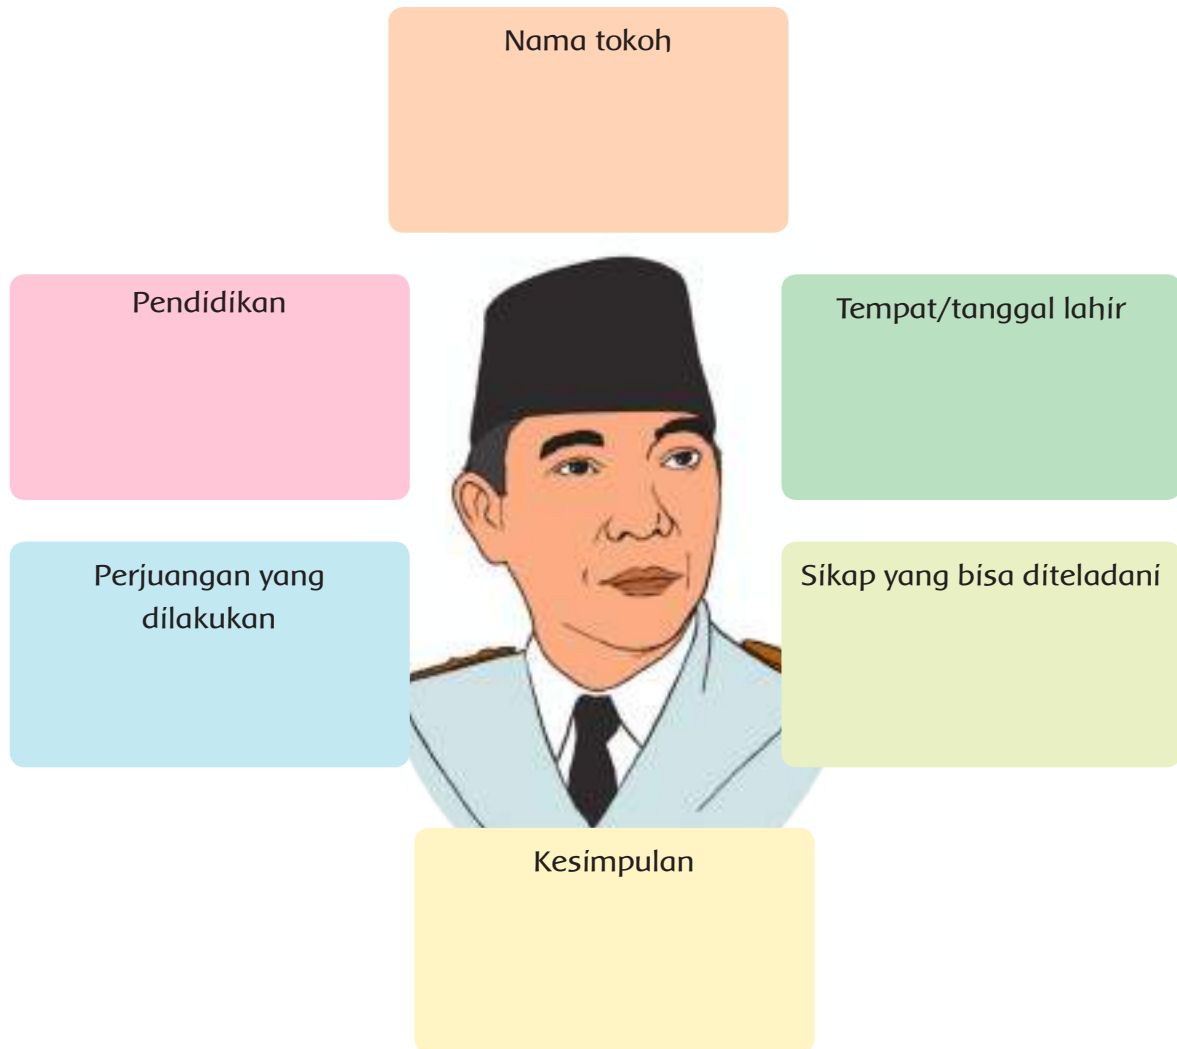 Nama tokoh
Pendidikan
Tempat/tanggal lahir
Perjuangan yang
dilakukan
Sikap yang bisa diteladani
Kesimpulan